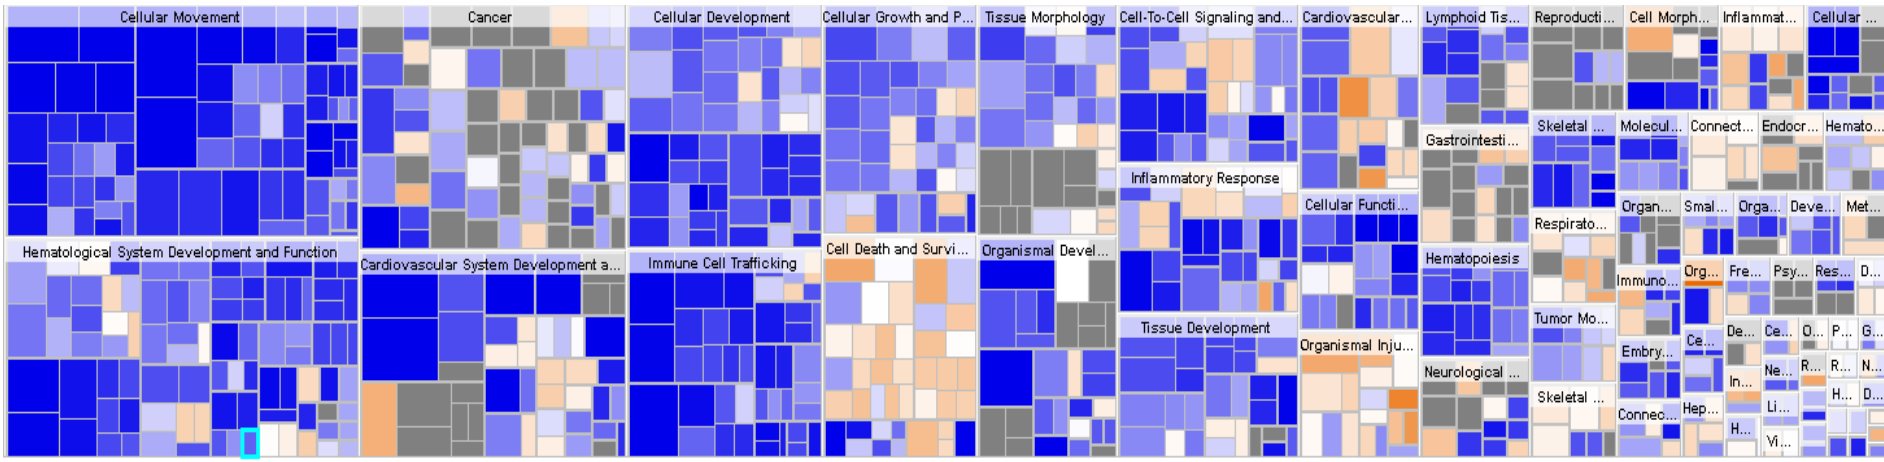 Cellular Movement
Cancer
Cellular Development
Cellular Growth and P...
Tissue Morphology
Cell-To-Cell Signaling and...
Cardiovascular...
Lymphoid Tis...
Reproducti...
Cell Morph...
Inflammat...
Cellular ...
Skeletal ...
Molecul...
Connect...
Endocr...
Hemato...
Gastrointesti...
Inflammatory Response
Cellular Functi...
Organ...
Smal...
Orga...
Deve...
Met...
Respirato...
Hematological System Development and Function
Cardiovascular System Development a...
Immune Cell Trafficking
Cell Death and Survi...
Organismal Devel...
Hematopoiesis
Immuno...
Org...
Fre...
Psy...
Res...
D...
Tissue Development
Organismal Inju...
Tumor Mo...
De...
Ce...
O...
P...
G...
Ce...
Embry...
Neurological ...
Ne...
R...
R...
N...
In...
Skeletal ...
H...
D...
Connec...
Hep...
Li...
H...
Vi...